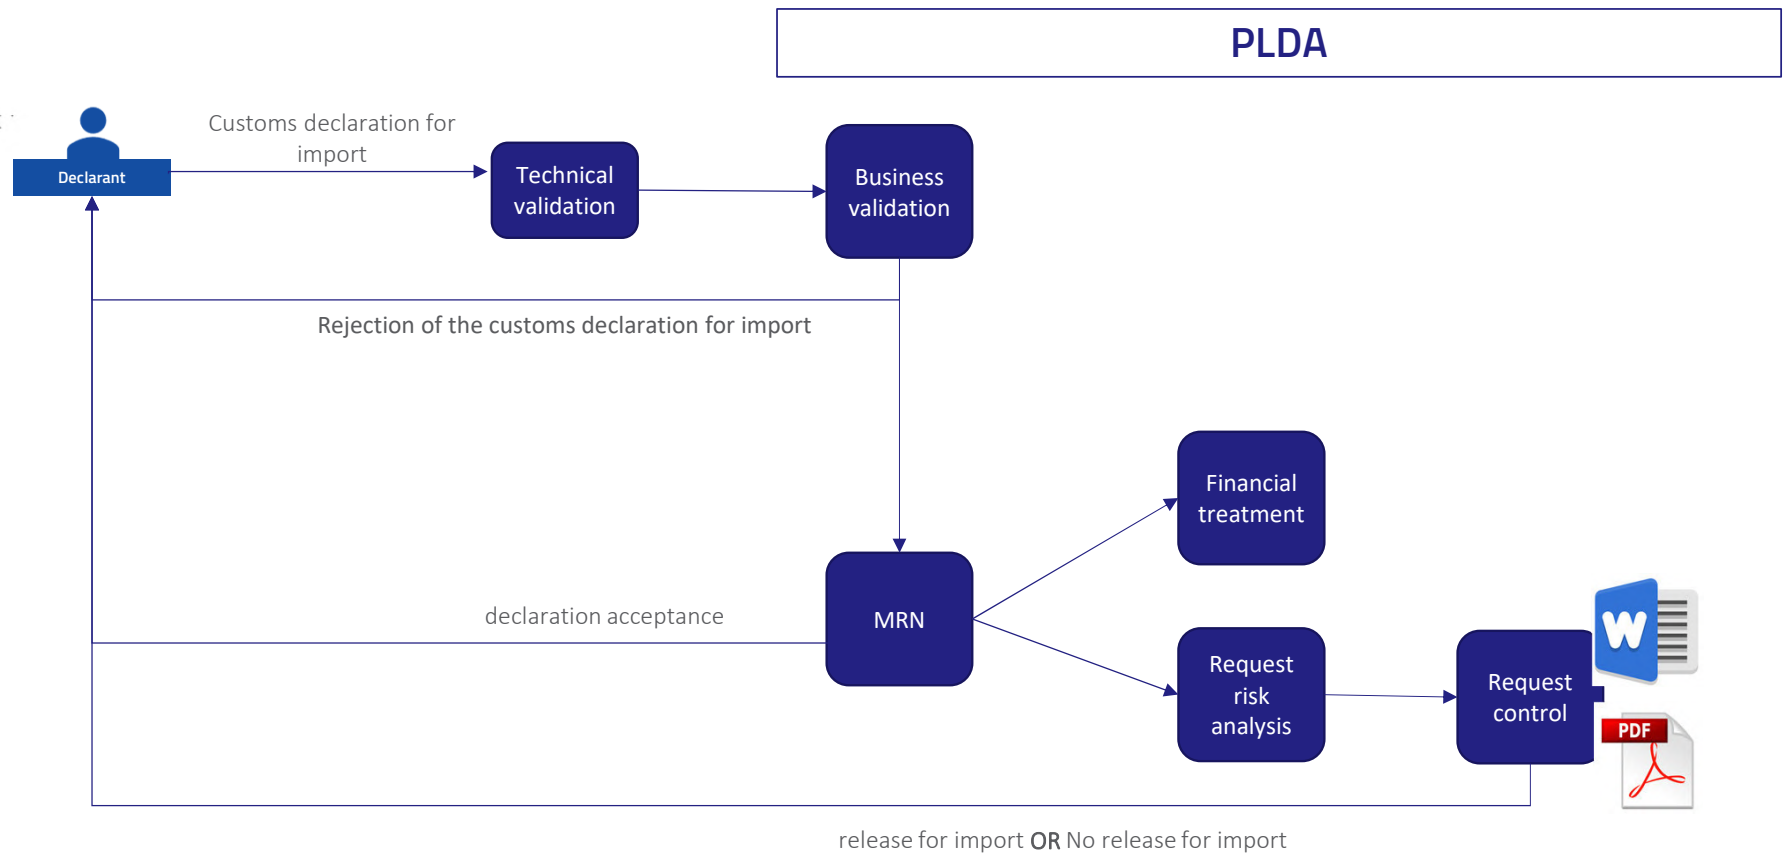 PLDA
Customs declaration for
import
Declarant
Technical
validation
Business
validation
Rejection of the customs declaration for import
Financial
treatment
declaration acceptance
MRN
Request
risk
analysis
Request
control
W
PDF
release for import OR No release for import